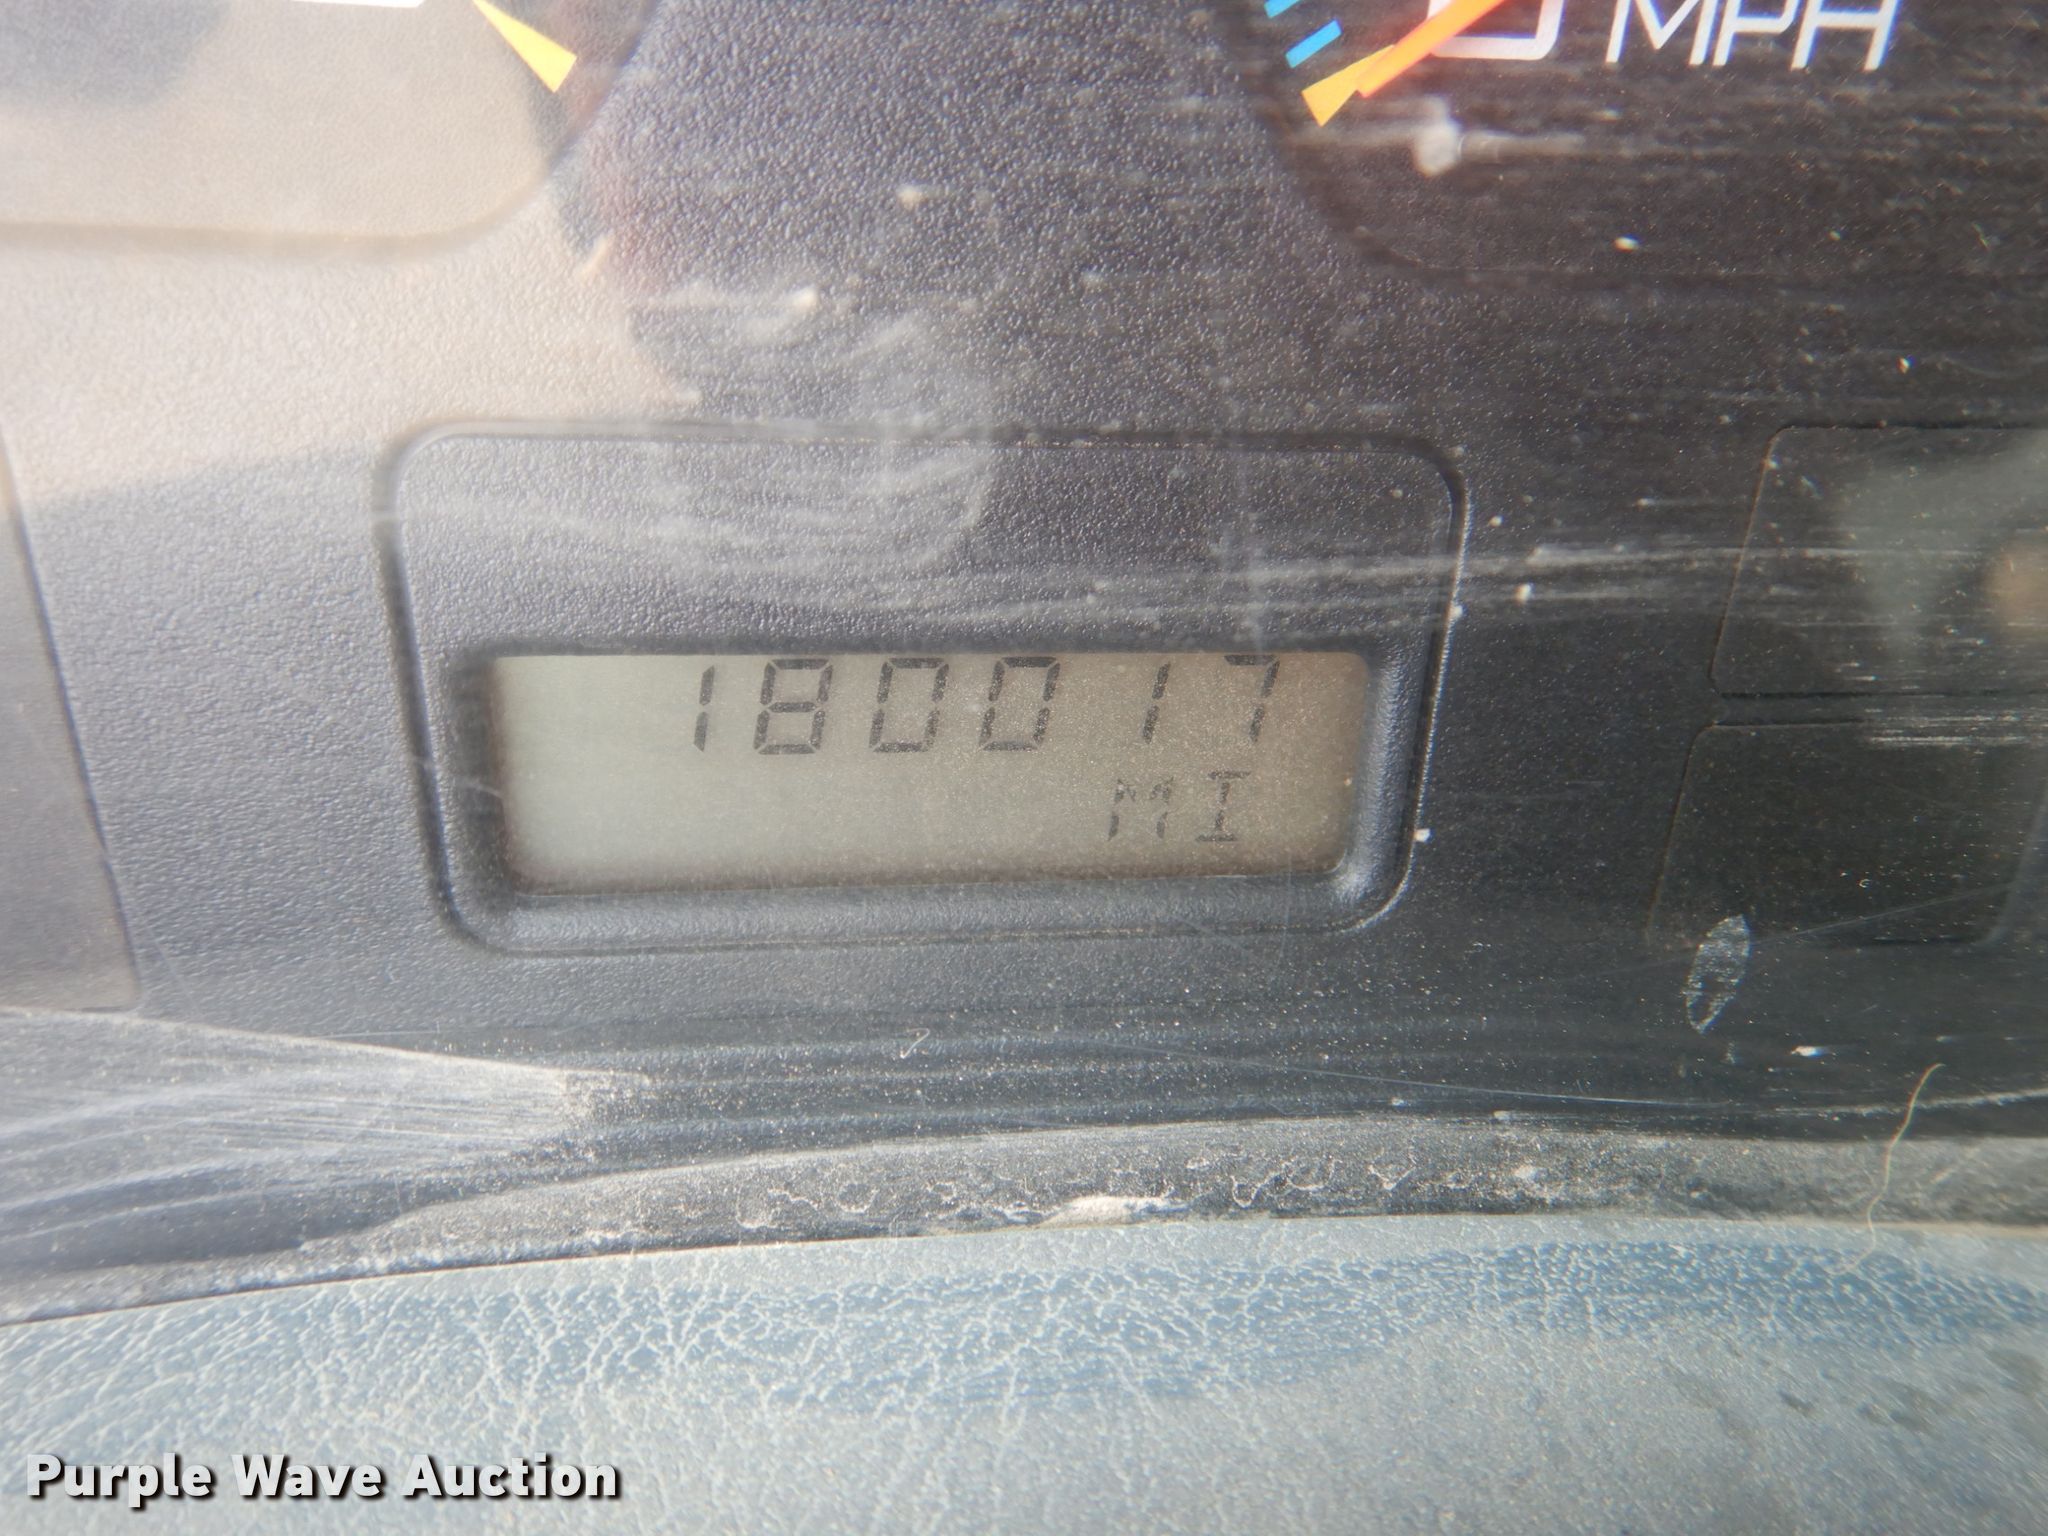 MPH
180017
MI
Purple Wave Auction